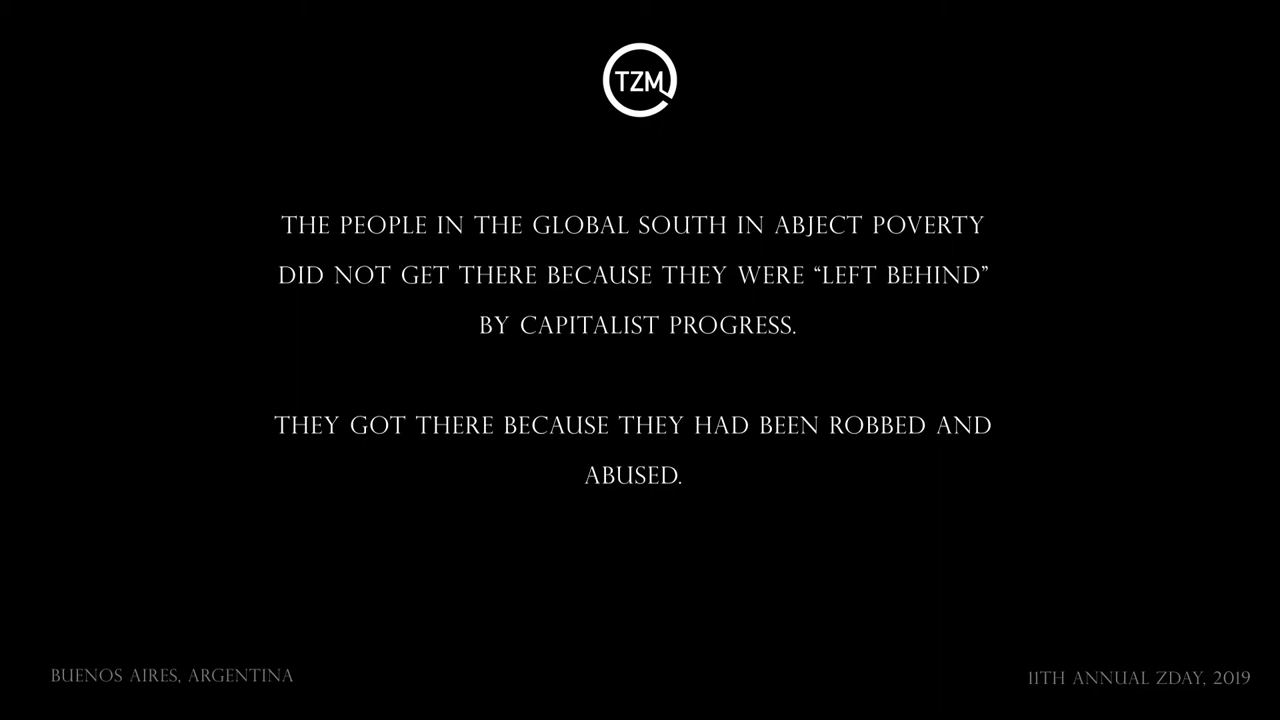 TZM
THE PEOPLE IN THE GLOBAL SOUTH IN ABJECT POVERTY
DID NOT GET THERE BECAUSE THEY WERE “LEFT BEHIND”
BY CAPITALIST PROGRESS.
THEY GOT THERE BECAUSE THEY HAD BEEN ROBBED AND
ABUSED.
BUENOS AIRES, ARGENTINA
11TH ANNUAL ZDAY, 2019